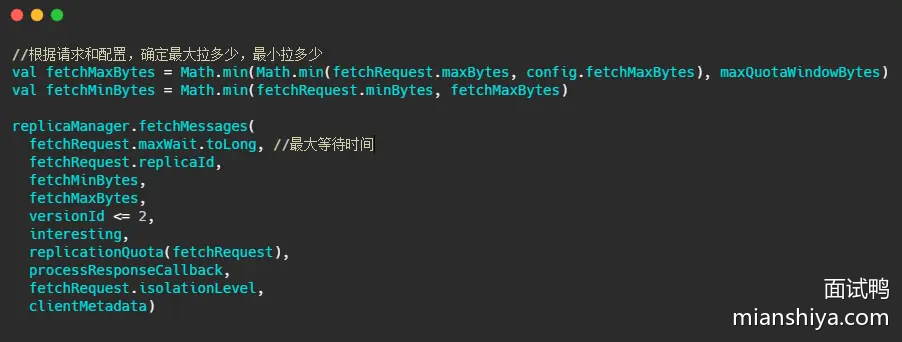 //根据请求和配置，确定最大拉多少，最小拉多少
val fetchMaxBytes = Math.min(Math.min(fetchRequest.maxBytes, config.fetchMaxBytes), maxQuotaWindowBytes)
val fetchMinBytes = Math.min(fetchRequest.minBytes, fetchMaxBytes)

replicaManager.fetchMessages(
  fetchRequest.maxWait.toLong, //最大等待时间
  fetchRequest.replicaId,
  fetchMinBytes,
  fetchMaxBytes,
  versionId <= 2,
  interesting,
  replicationQuota(fetchRequest),
  processResponseCallback,
  fetchRequest.isolationLevel,
  clientMetadata)
面试鸭
mianshiya.com